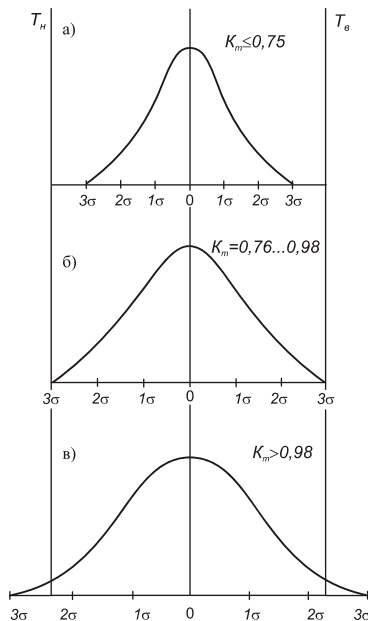 Tн Tв
а)
Kт≤0,75
3σ 2σ 1σ 0 1σ 2σ 3σ
б)
Kт=0,76...0,98
3σ 2σ 1σ 0 1σ 2σ 3σ
в)
Kт>0,98
3σ 2σ 1σ 0 1σ 2σ 3σ